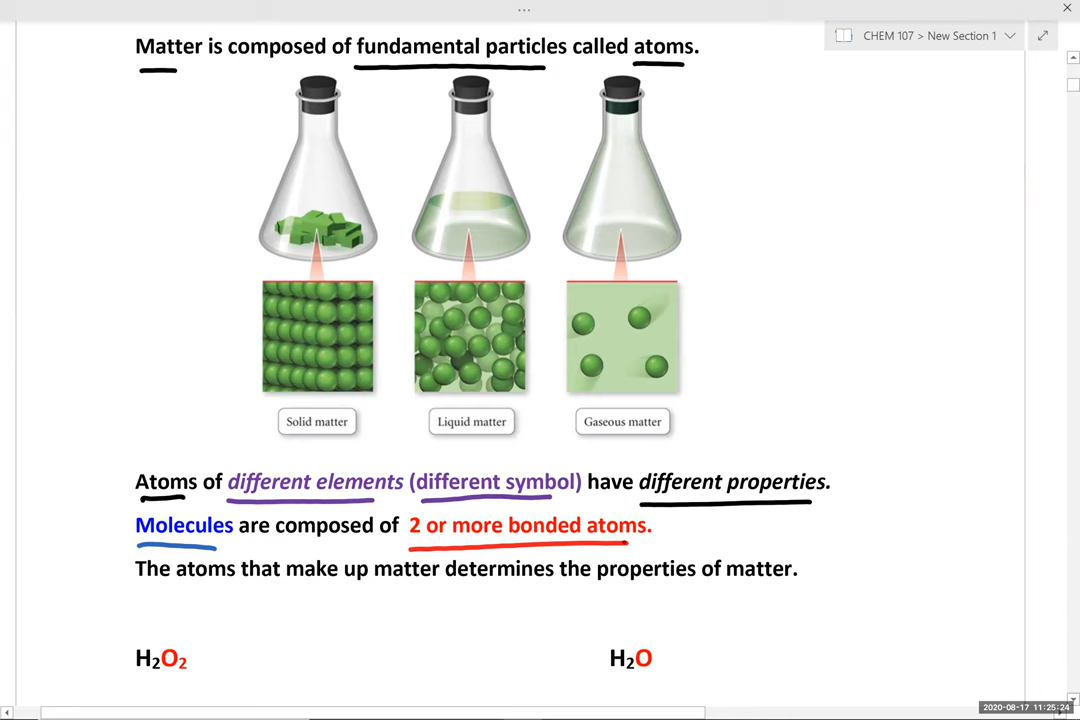 CHEM 107 > New Section 1
Matter is composed of fundamental particles called atoms.
Solid matter
Liquid matter
Gaseous matter
Atoms of different elements (different symbol) have different properties.
Molecules are composed of 2 or more bonded atoms.
The atoms that make up matter determines the properties of matter.
H₂O₂
H₂O
2020-08-17 11:25:24